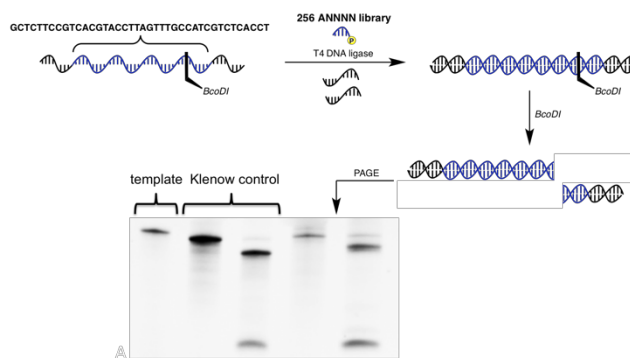 GCTCTTCCGTCACGTACCTTAGTTTGCCATCGTCTCACCT
256 ANNNN library
P
T4 DNA ligase
BcoDI
BcoDI
BcoDI
PAGE
template Klenow control
A